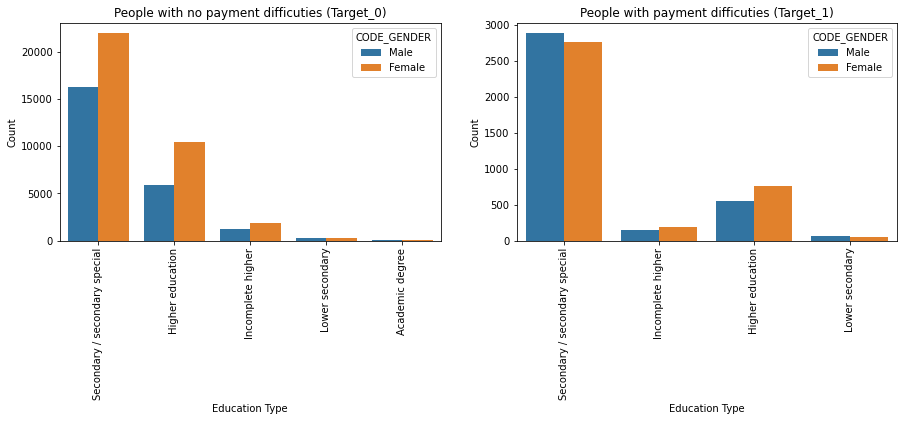 People with no payment difficuties (Target_0)
CODE_GENDER
Male
Female
Count
20000
15000
10000
5000
0
Secondary / secondary special
Higher education
Incomplete higher
Lower secondary
Academic degree
Education Type
People with payment difficuties (Target_1)
CODE_GENDER
Male
Female
Count
3000
2500
2000
1500
1000
500
0
Secondary / secondary special
Incomplete higher
Higher education
Lower secondary
Education Type